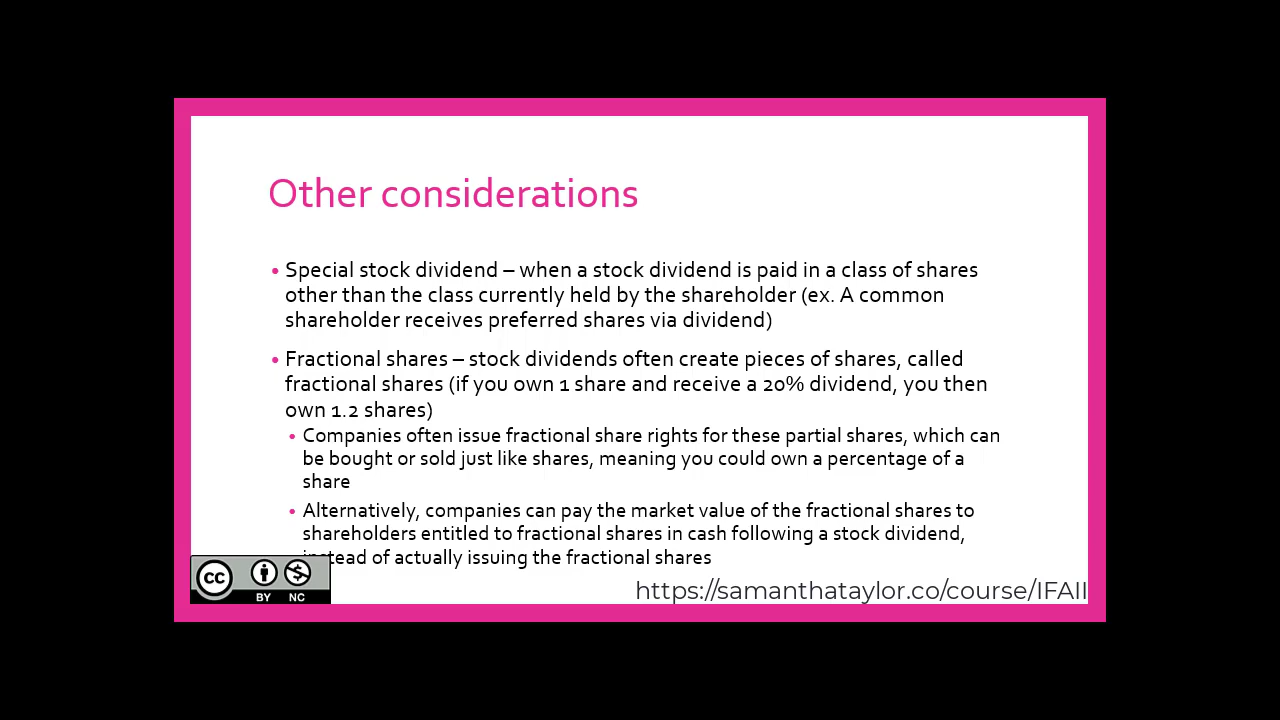 Other considerations
• Special stock dividend – when a stock dividend is paid in a class of shares
other than the class currently held by the shareholder (ex. A common
shareholder receives preferred shares via dividend)
• Fractional shares – stock dividends often create pieces of shares, called
fractional shares (if you own 1 share and receive a 20% dividend, you then
own 1.2 shares)
• Companies often issue fractional share rights for these partial shares, which can
be bought or sold just like shares, meaning you could own a percentage of a
share
• Alternatively, companies can pay the market value of the fractional shares to
shareholders entitled to fractional shares in cash following a stock dividend,
instead of actually issuing the fractional shares
cc
BY NC
https://samanthataylor.co/course/IFAII